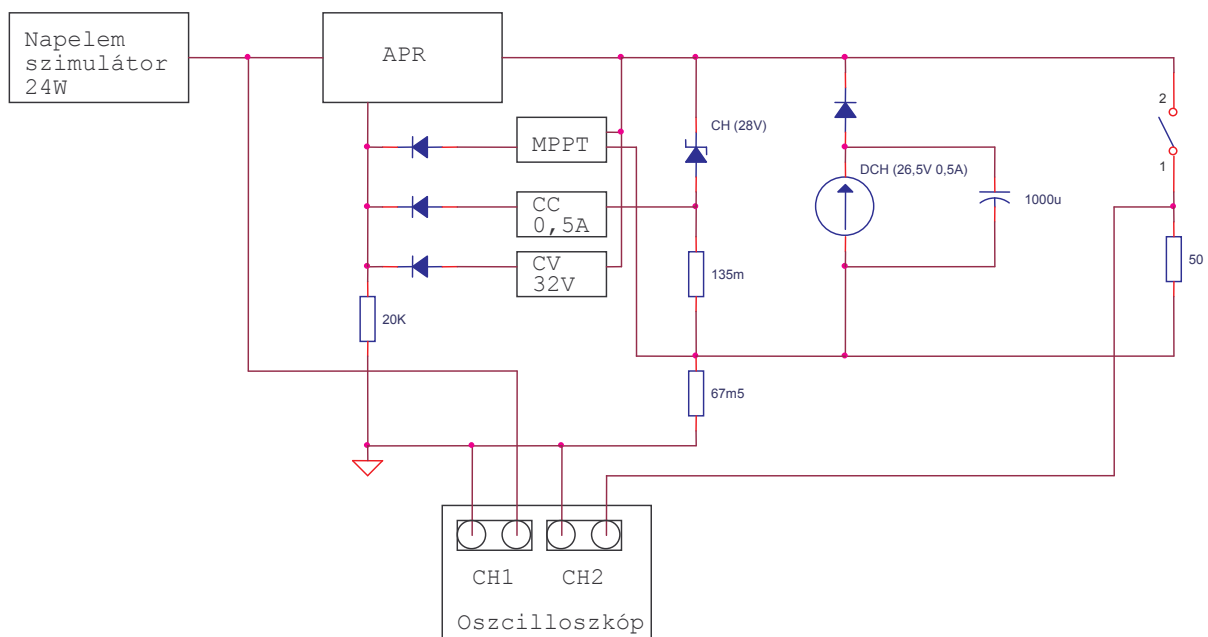 Napelem
szimulátor
24W
APR
MPPT
CH (28V)
2
1
DCH (26,5V 0,5A)
1000u
CC
0,5A
CV
32V
135m
50
20K
67m5
CH1
CH2
Oszcilloszkóp